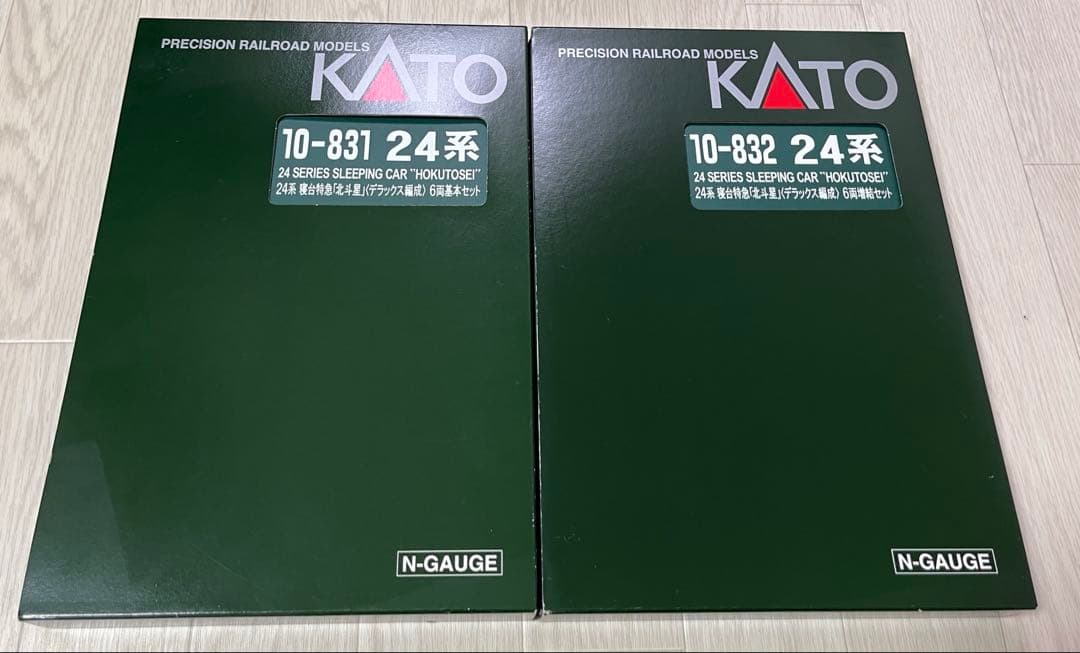 PRECISION RAILROAD MODELS
KATO
10-831 24系
24 SERIES SLEEPING CAR "HOKUTOSEI"
24系 寝台特急「北斗星」〈デラックス編成〉 6両基本セット
N-GAUGE
PRECISION RAILROAD MODELS
KATO
10-832 24系
24 SERIES SLEEPING CAR "HOKUTOSEI"
24系 寝台特急「北斗星」〈デラックス編成〉 6両増結セット
N-GAUGE